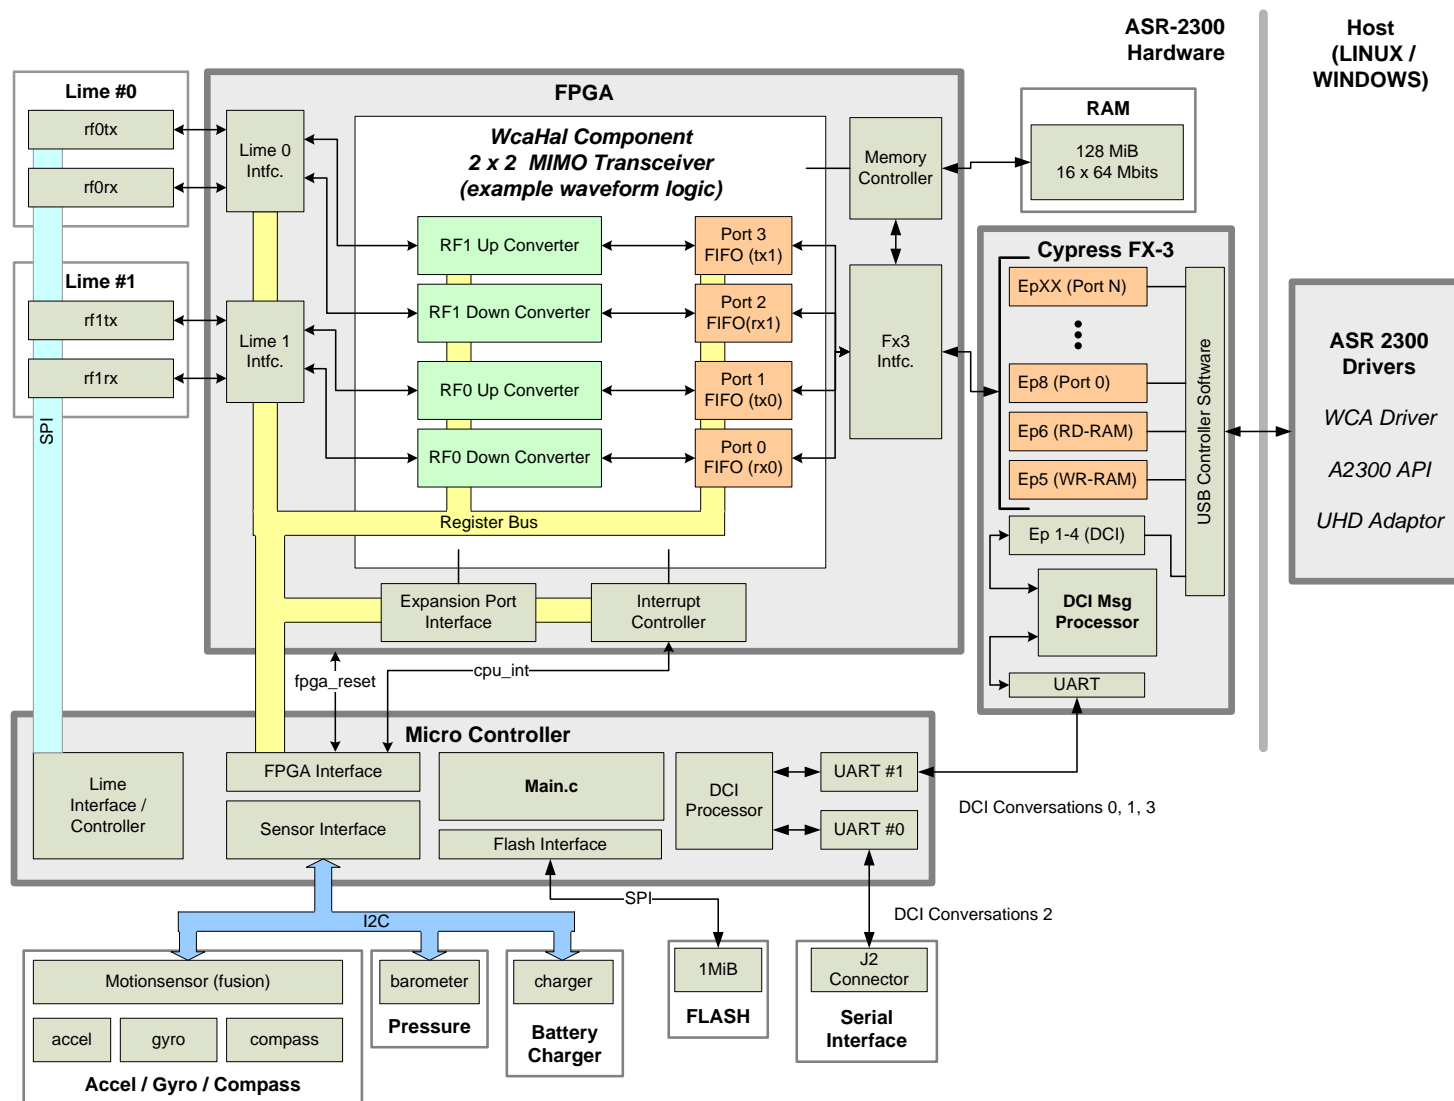 ASR-2300
Hardware
Host
(LINUX /
WINDOWS)
Lime #0
rf0tx
rf0rx
Lime #1
rf1tx
rf1rx
SPI
FPGA
Lime 0
Intfc.
Lime 1
Intfc.
WcaHal Component
2 x 2  MIMO Transceiver
(example waveform logic)
RF1 Up Converter
RF1 Down Converter
RF0 Up Converter
RF0 Down Converter
Port 3
FIFO (tx1)
Port 2
FIFO(rx1)
Port 1
FIFO (tx0)
Port 0
FIFO (rx0)
Register Bus
Memory
Controller
Fx3
Intfc.
Expansion Port
Interface
Interrupt
Controller
RAM
128 MiB
16 x 64 Mbits
Cypress FX-3
EpXX (Port N)
Ep8 (Port 0)
Ep6 (RD-RAM)
Ep5 (WR-RAM)
Ep 1-4 (DCI)
DCI Msg
Processor
UART
USB Controller Software
ASR 2300
Drivers
WCA Driver
A2300 API
UHD Adaptor
fpga_reset
cpu_int
Micro Controller
Lime
Interface /
Controller
FPGA Interface
Sensor Interface
Main.c
Flash Interface
DCI
Processor
UART #1
UART #0
DCI Conversations 0, 1, 3
DCI Conversations 2
I2C
SPI
Motionsensor (fusion)
accel
gyro
compass
Accel / Gyro / Compass
barometer
Pressure
charger
Battery
Charger
1MiB
FLASH
J2
Connector
Serial
Interface